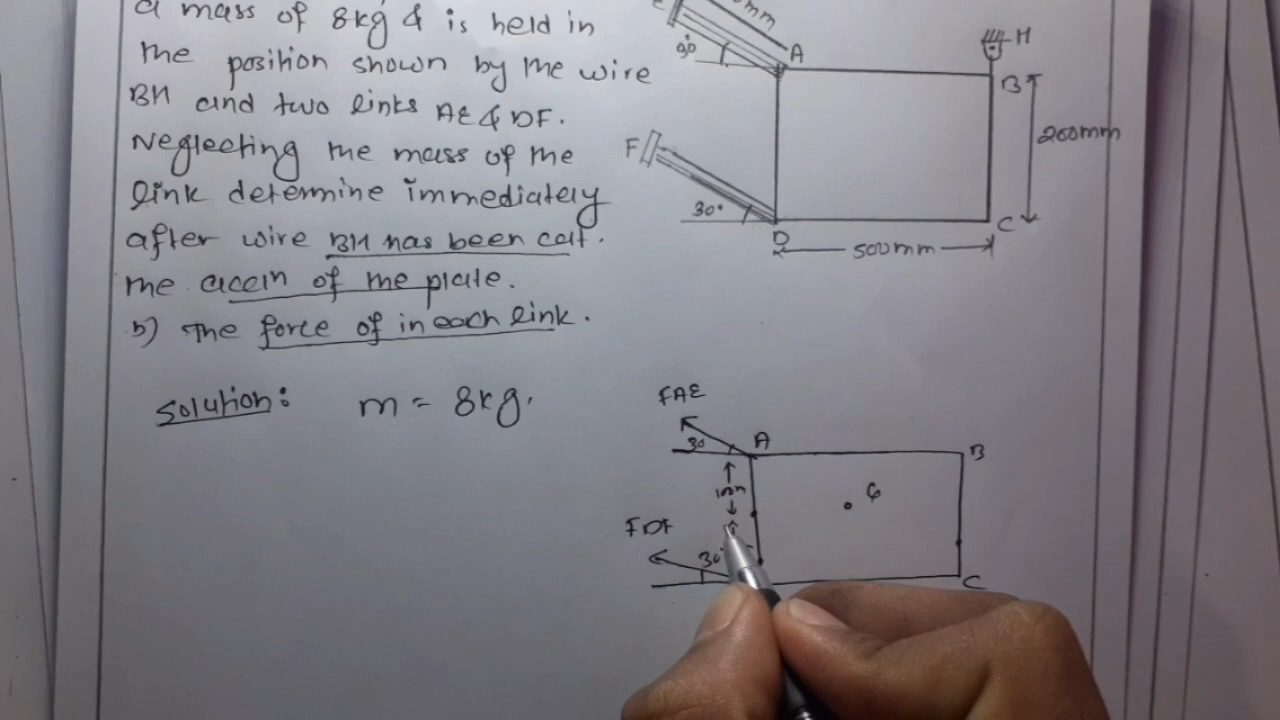 a mass of 8kg & is held in
the position shown by the wire
BH and two links AE & DF.
Neglecting the mass of the
link determine immediately
after wire BH has been cut.
the accln of the plate.
b) The force of in each link.
Solution: m = 8kg.
mm
A
H
B
200mm
F
30°
D
C
500mm
FAE
30
A
B
G
FDF
30°
C